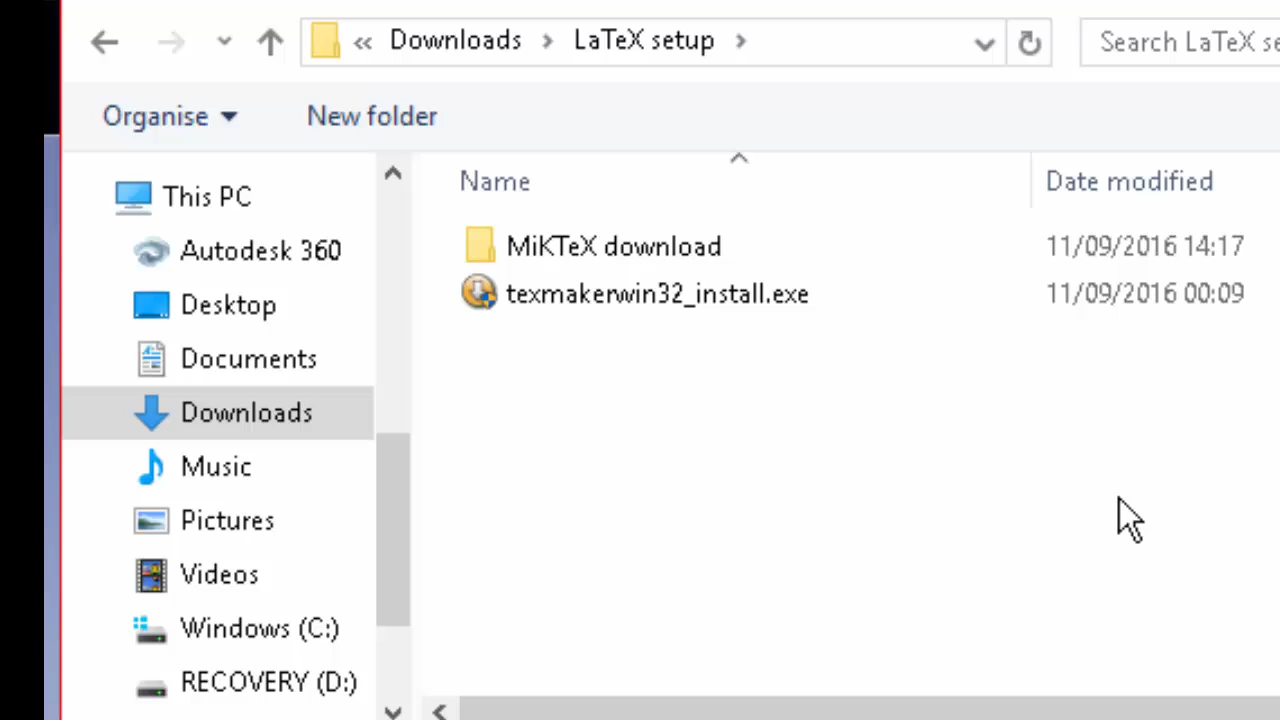 « Downloads > LaTeX setup >
Search LaTeX se
Organise
New folder
Name
Date modified
This PC
Autodesk 360
Desktop
Documents
Downloads
Music
Pictures
Videos
Windows (C:)
RECOVERY (D:)
MiKTeX download 11/09/2016 14:17
texmakerwin32_install.exe 11/09/2016 00:09